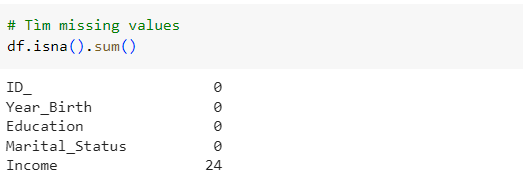 # Tìm missing values
df.isna().sum()
ID_ 0
Year_Birth 0
Education 0
Marital_Status 0
Income 24